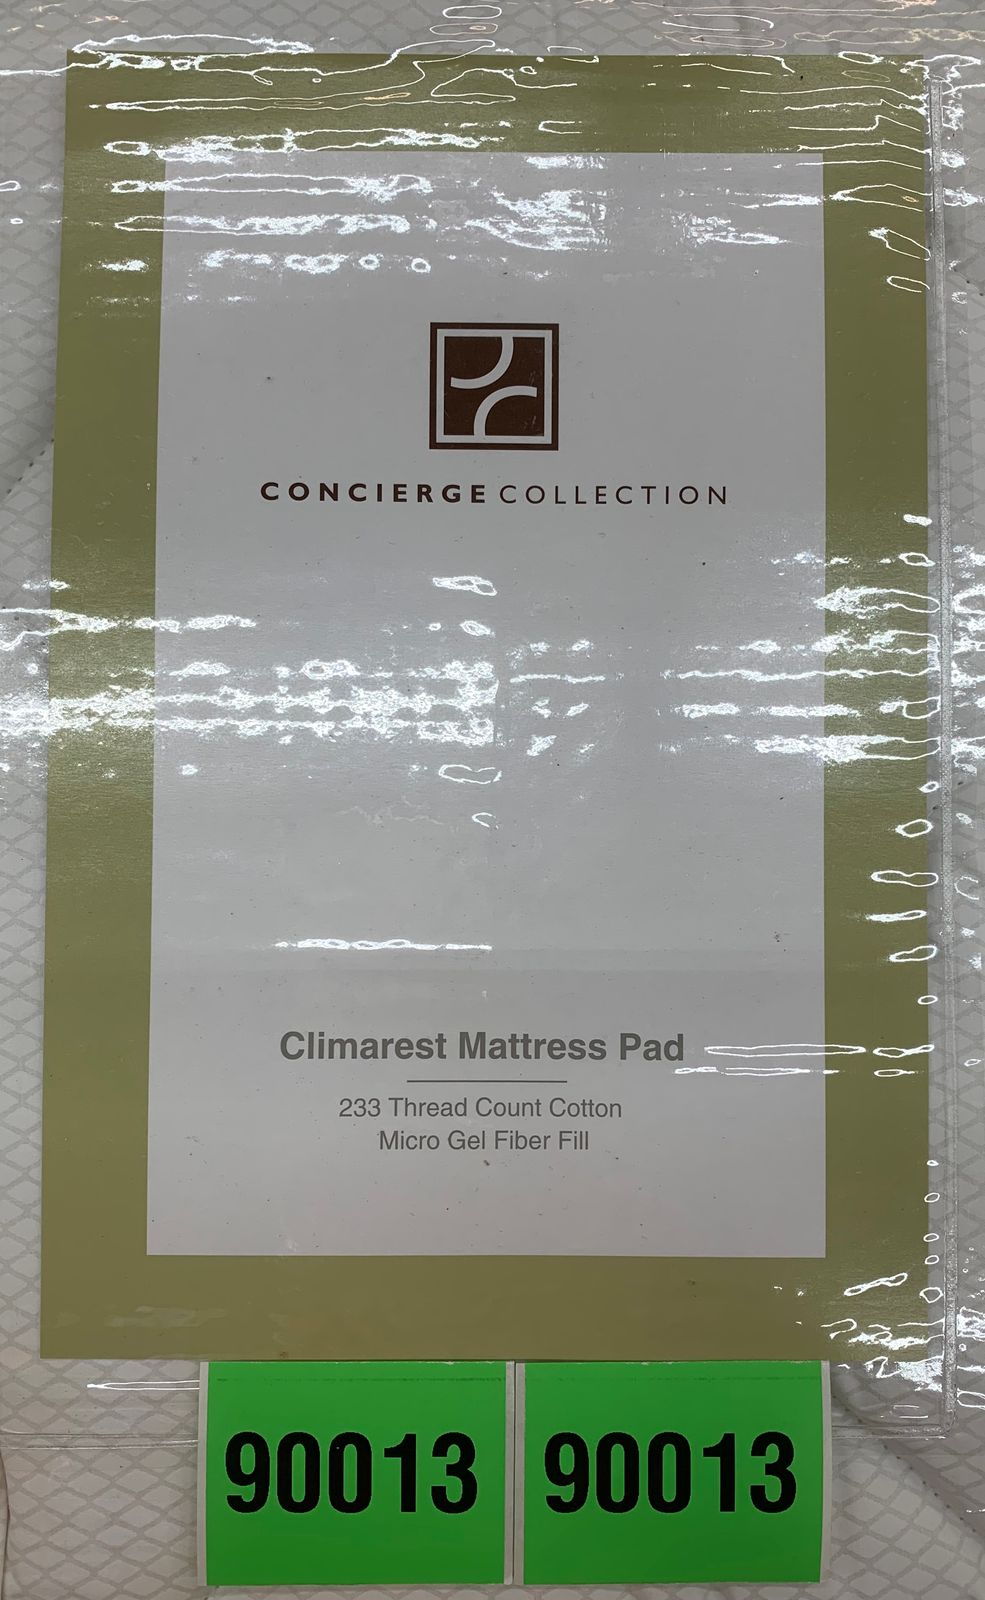 CONCIERGE COLLECTION
Climarest Mattress Pad
233 Thread Count Cotton
Micro Gel Fiber Fill
90013 90013